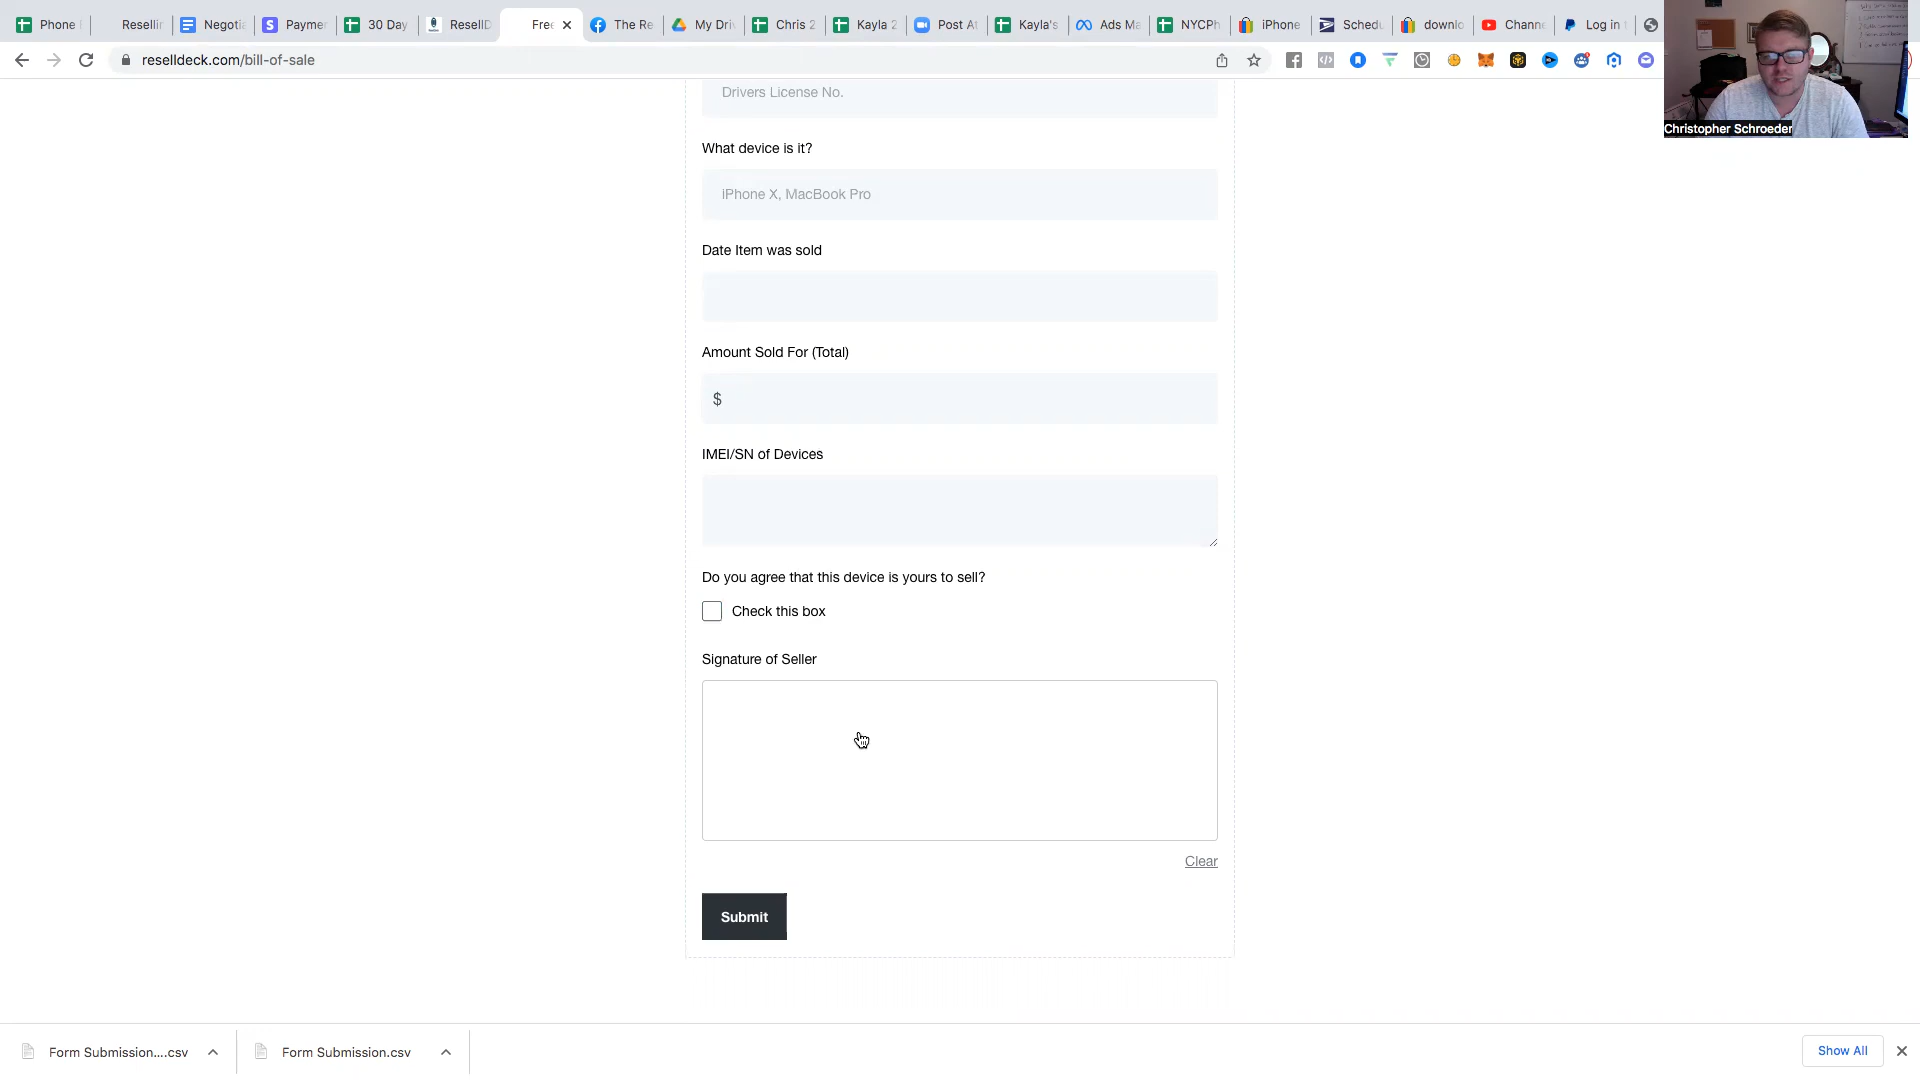 Phone
Resellin
Negotia
Paymen
30 Day
ResellD
Free
The Re
My Driv
Chris 2
Kayla 2
Post At
Kayla's
Ads Ma
NYCPh
iPhone
Schedu
downlo
Channe
Log in t
reselldeck.com/bill-of-sale
Christopher Schroeder
Drivers License No.
What device is it?
iPhone X, MacBook Pro
Date Item was sold
Amount Sold For (Total)
$
IMEI/SN of Devices
Do you agree that this device is yours to sell?
Check this box
Signature of Seller
Clear
Submit
Form Submission....csv
Form Submission.csv
Show All